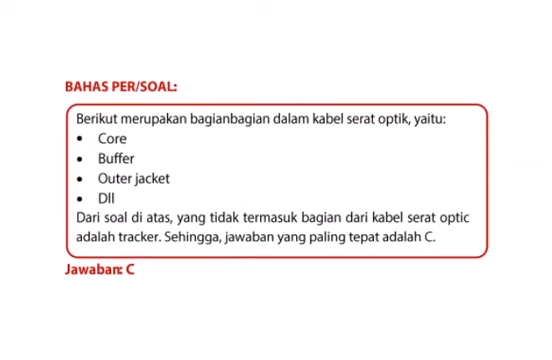 BAHAS PER/SOAL:
Berikut merupakan bagianbagian dalam kabel serat optik, yaitu:
• Core
• Buffer
• Outer jacket
• Dll
Dari soal di atas, yang tidak termasuk bagian dari kabel serat optic
adalah tracker. Sehingga, jawaban yang paling tepat adalah C.
Jawaban: C